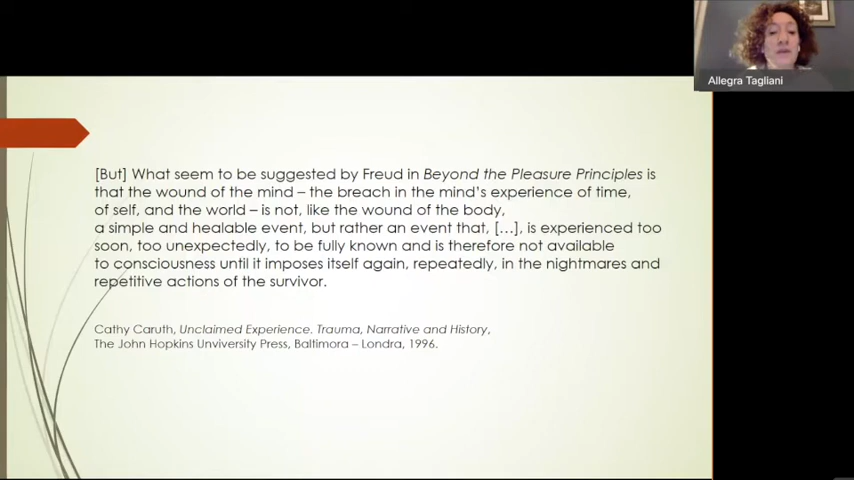 Allegra Tagliani
[But] What seem to be suggested by Freud in Beyond the Pleasure Principles is
that the wound of the mind – the breach in the mind's experience of time,
of self, and the world – is not, like the wound of the body,
a simple and healable event, but rather an event that, [...], is experienced too
soon, too unexpectedly, to be fully known and is therefore not available
to consciousness until it imposes itself again, repeatedly, in the nightmares and
repetitive actions of the survivor.
Cathy Caruth, Unclaimed Experience. Trauma, Narrative and History,
The John Hopkins Unviversity Press, Baltimora – Londra, 1996.